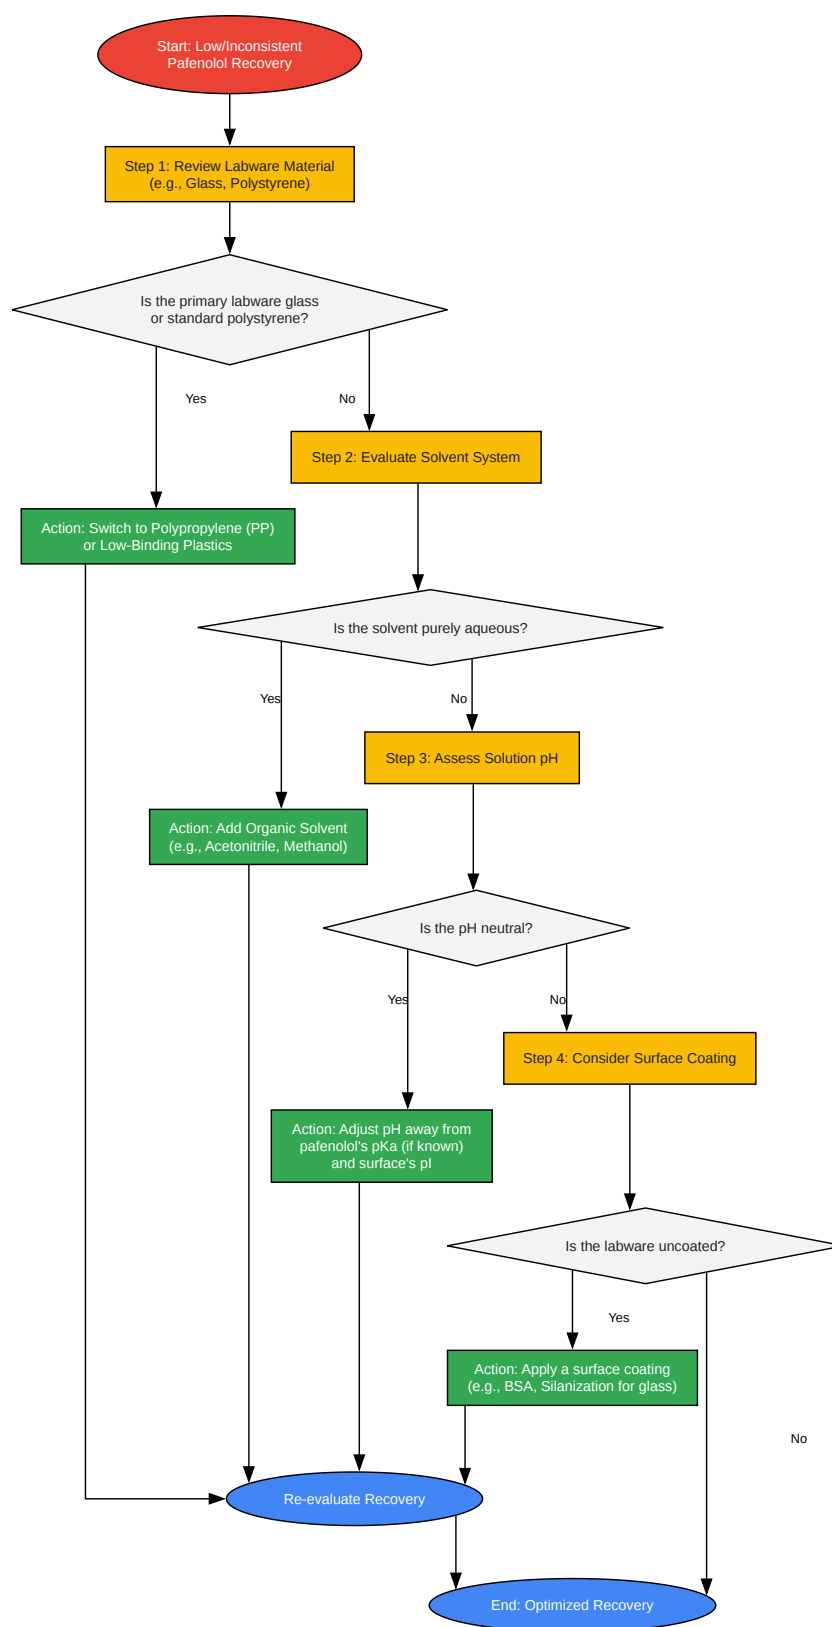 Start: Low/Inconsistent
Pafenolol Recovery
Step 1: Review Labware Material
(e.g., Glass, Polystyrene)
Is the primary labware glass
or standard polystyrene?
Yes
No
Step 2: Evaluate Solvent System
Action: Switch to Polypropylene (PP)
or Low-Binding Plastics
Is the solvent purely aqueous?
Yes
No
Step 3: Assess Solution pH
Action: Add Organic Solvent
(e.g., Acetonitrile, Methanol)
Is the pH neutral?
Yes
No
Step 4: Consider Surface Coating
Action: Adjust pH away from
pafenolol's pKa (if known)
and surface's pI
Is the labware uncoated?
Yes
Action: Apply a surface coating
(e.g., BSA, Silanization for glass)
No
Re-evaluate Recovery
End: Optimized Recovery